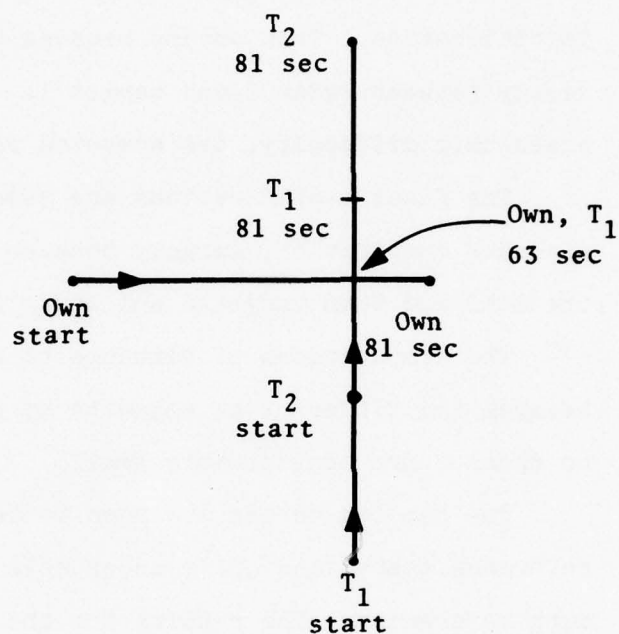 T2
81 sec
T1
81 sec
Own, T1
63 sec
Own
start
Own
81 sec
T2
start
T1
start